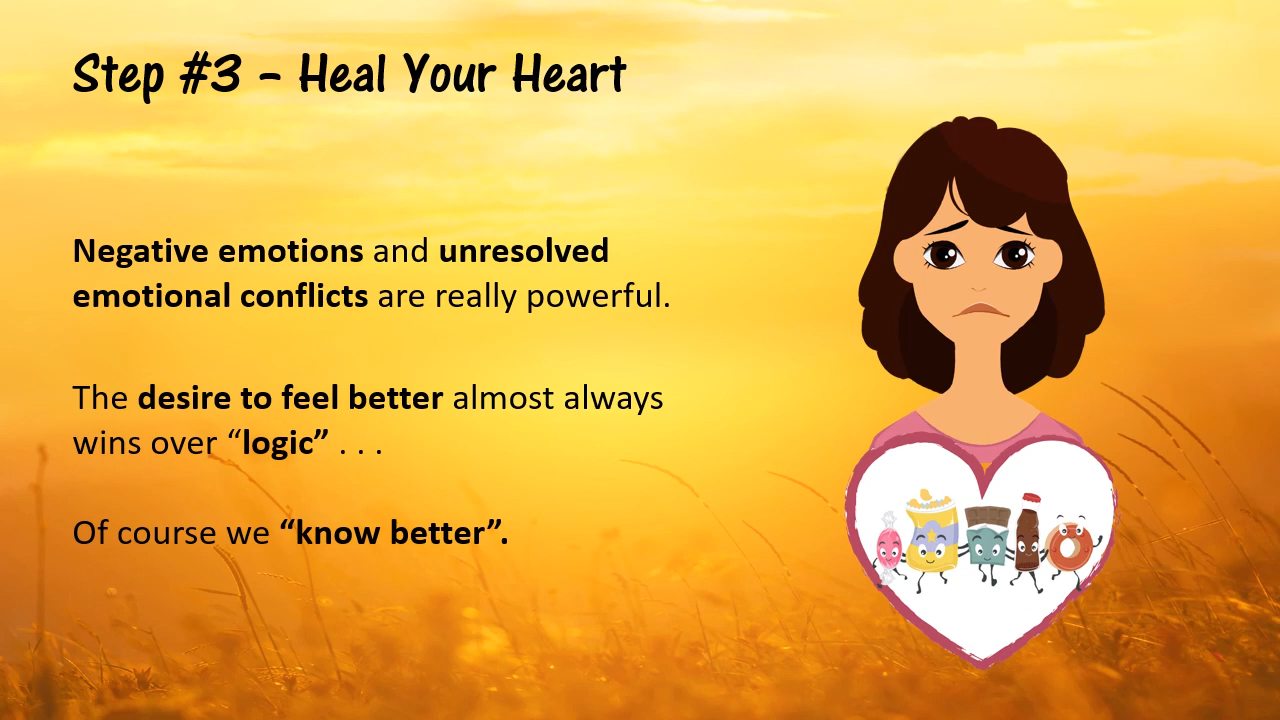 Step #3 – Heal Your Heart
Negative emotions and unresolved
emotional conflicts are really powerful.
The desire to feel better almost always
wins over “logic” . . .
Of course we “know better”.